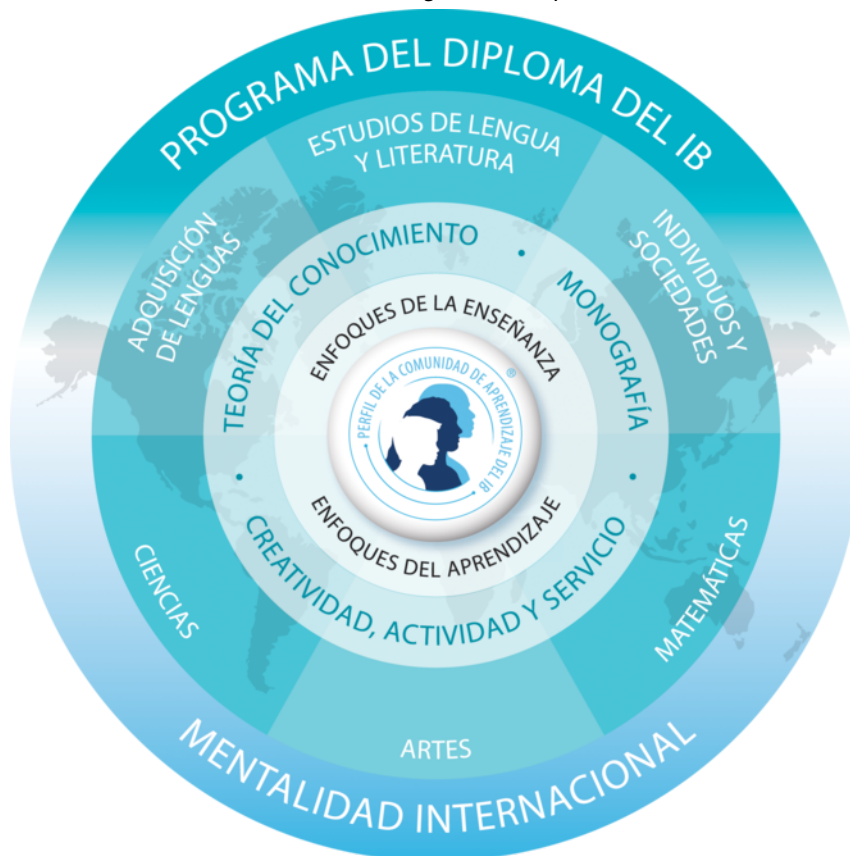 PROGRAMA DEL DIPLOMA DEL IB
ESTUDIOS DE LENGUA
Y LITERATURA
ADQUISICIÓN
DE LENGUAS
INDIVIDUOS Y
SOCIEDADES
TEORÍA DEL CONOCIMIENTO
•
MONOGRAFÍA
•
CREATIVIDAD, ACTIVIDAD Y SERVICIO
•
ENFOQUES DE LA ENSEÑANZA
• PERFIL DE LA COMUNIDAD DE APRENDIZAJE DEL IB •
®
ENFOQUES DEL APRENDIZAJE
CIENCIAS
MATEMÁTICAS
ARTES
MENTALIDAD INTERNACIONAL